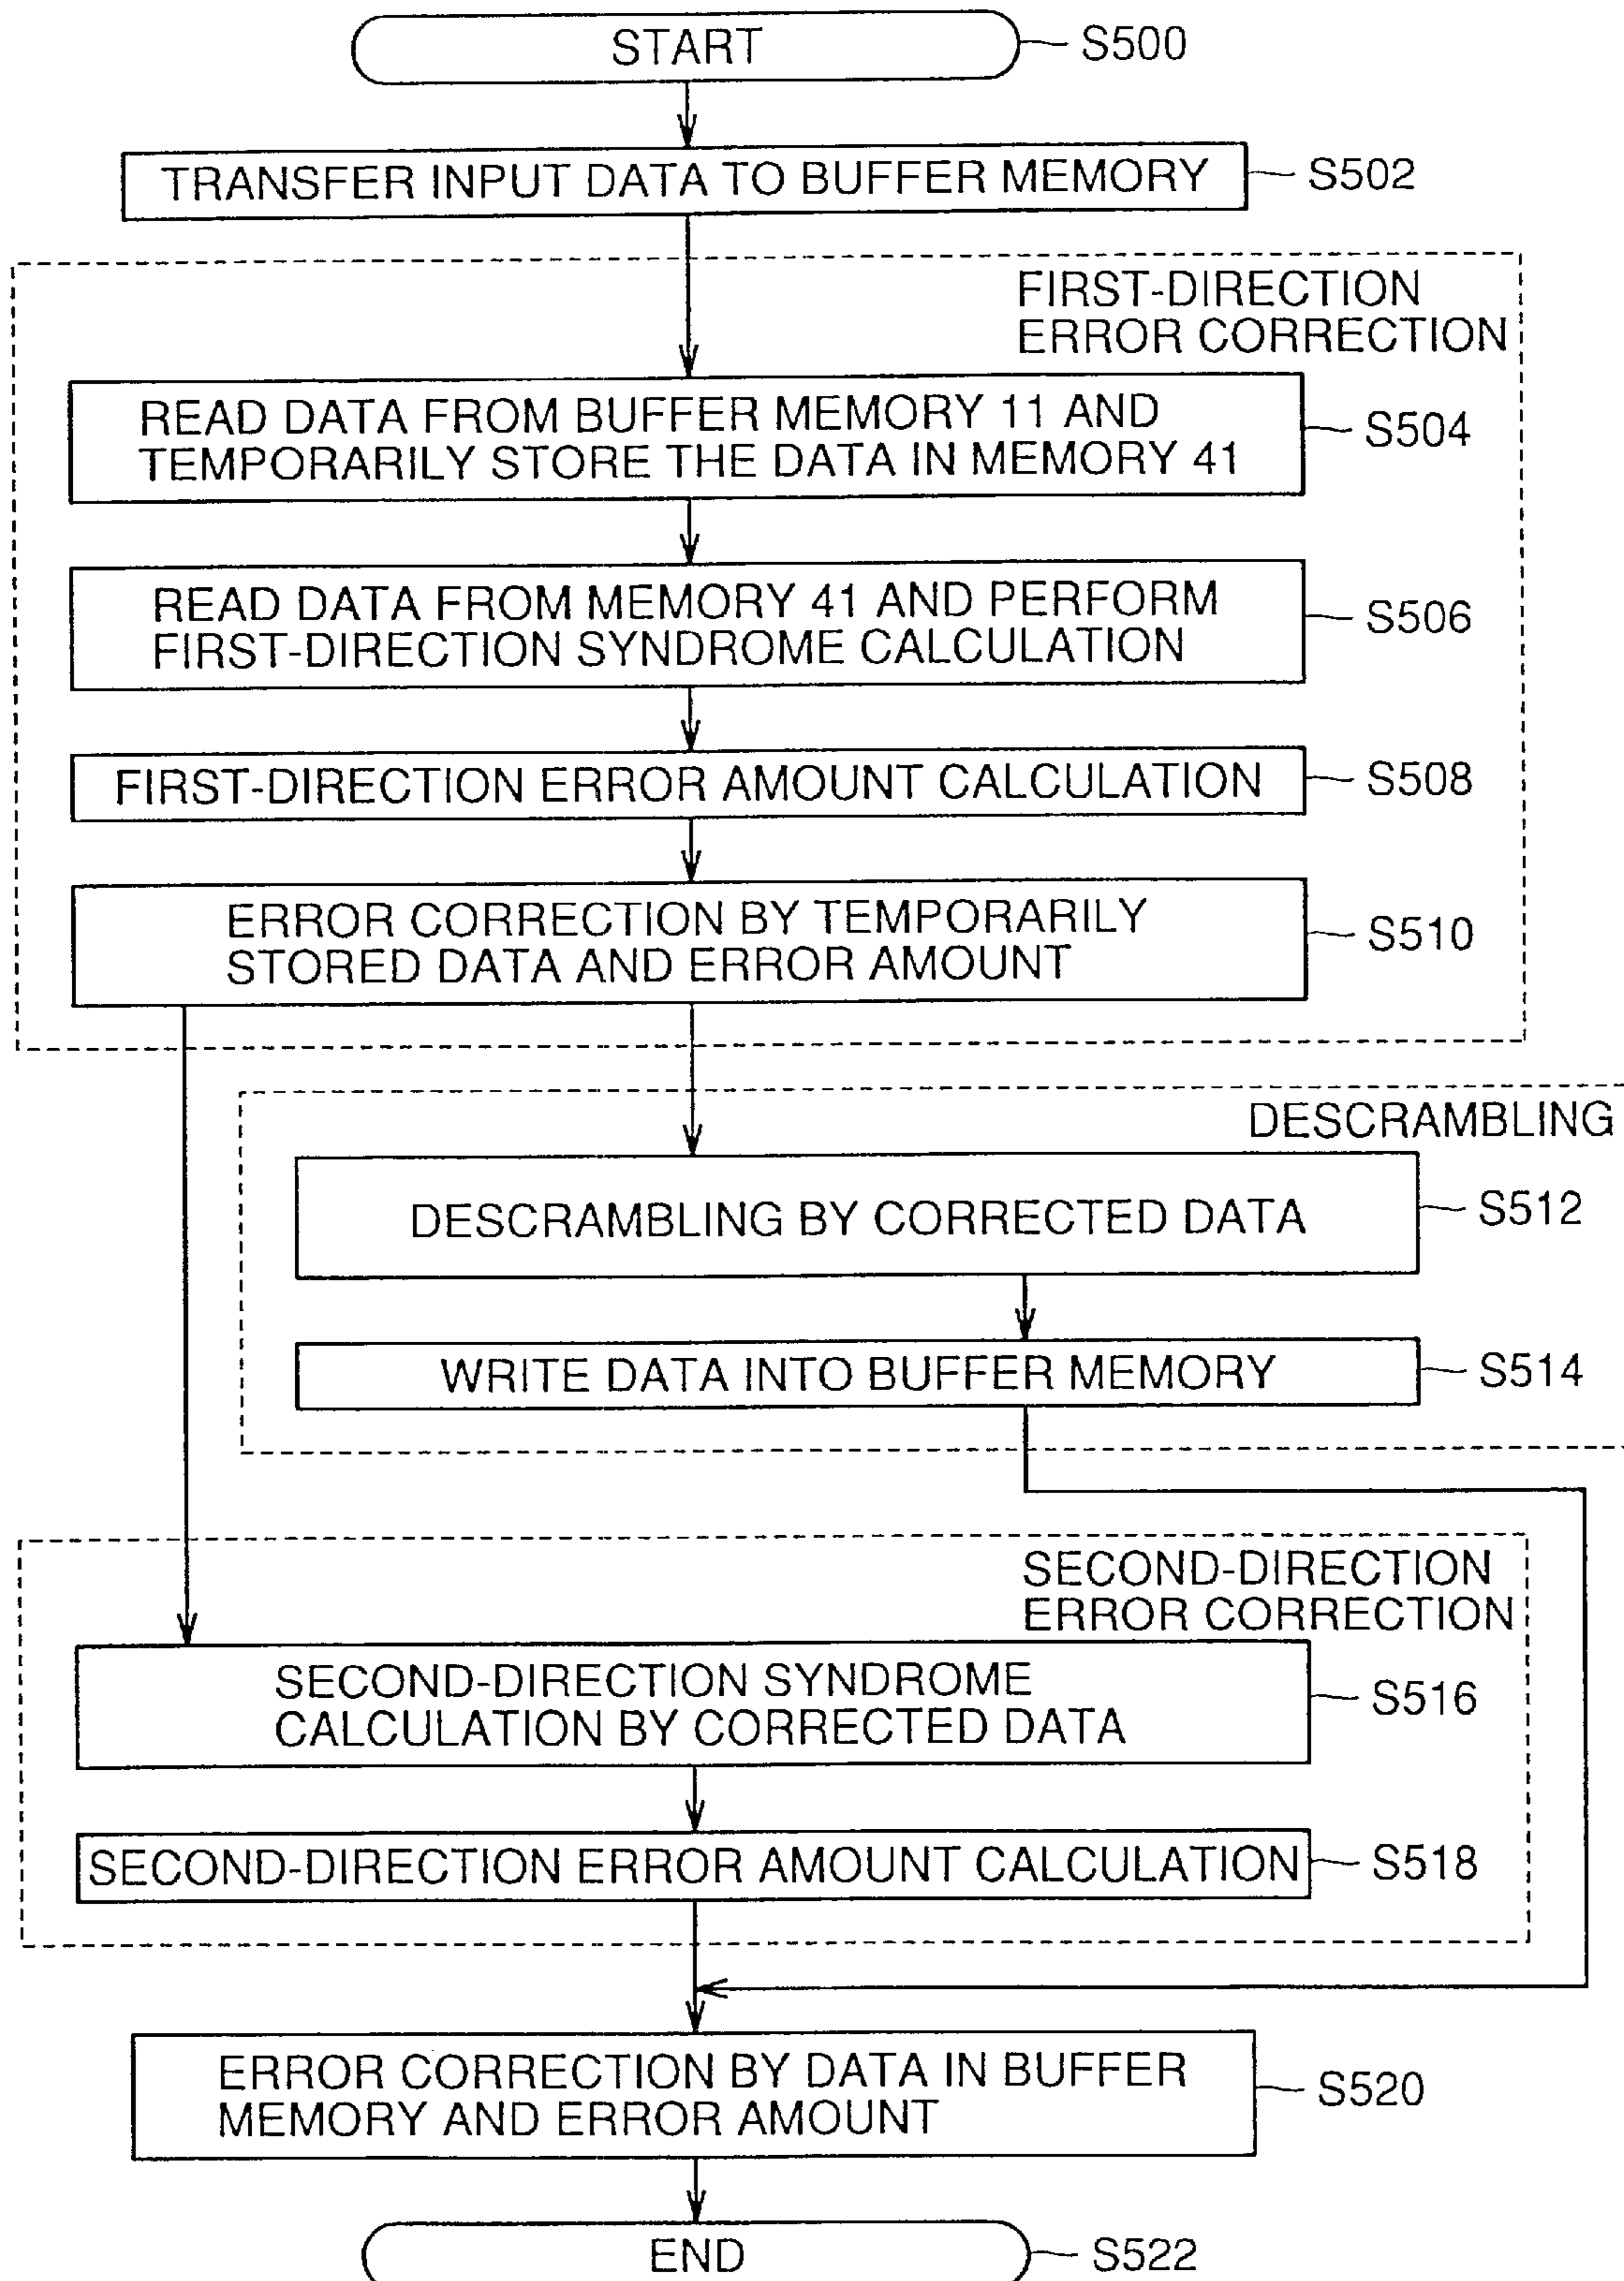 START
S500
TRANSFER INPUT DATA TO BUFFER MEMORY
S502
FIRST-DIRECTION
ERROR CORRECTION
READ DATA FROM BUFFER MEMORY 11 AND
TEMPORARILY STORE THE DATA IN MEMORY 41
S504
READ DATA FROM MEMORY 41 AND PERFORM
FIRST-DIRECTION SYNDROME CALCULATION
S506
FIRST-DIRECTION ERROR AMOUNT CALCULATION
S508
ERROR CORRECTION BY TEMPORARILY
STORED DATA AND ERROR AMOUNT
S510
DESCRAMBLING
DESCRAMBLING BY CORRECTED DATA
S512
WRITE DATA INTO BUFFER MEMORY
S514
SECOND-DIRECTION
ERROR CORRECTION
SECOND-DIRECTION SYNDROME
CALCULATION BY CORRECTED DATA
S516
SECOND-DIRECTION ERROR AMOUNT CALCULATION
S518
ERROR CORRECTION BY DATA IN BUFFER
MEMORY AND ERROR AMOUNT
S520
END
S522